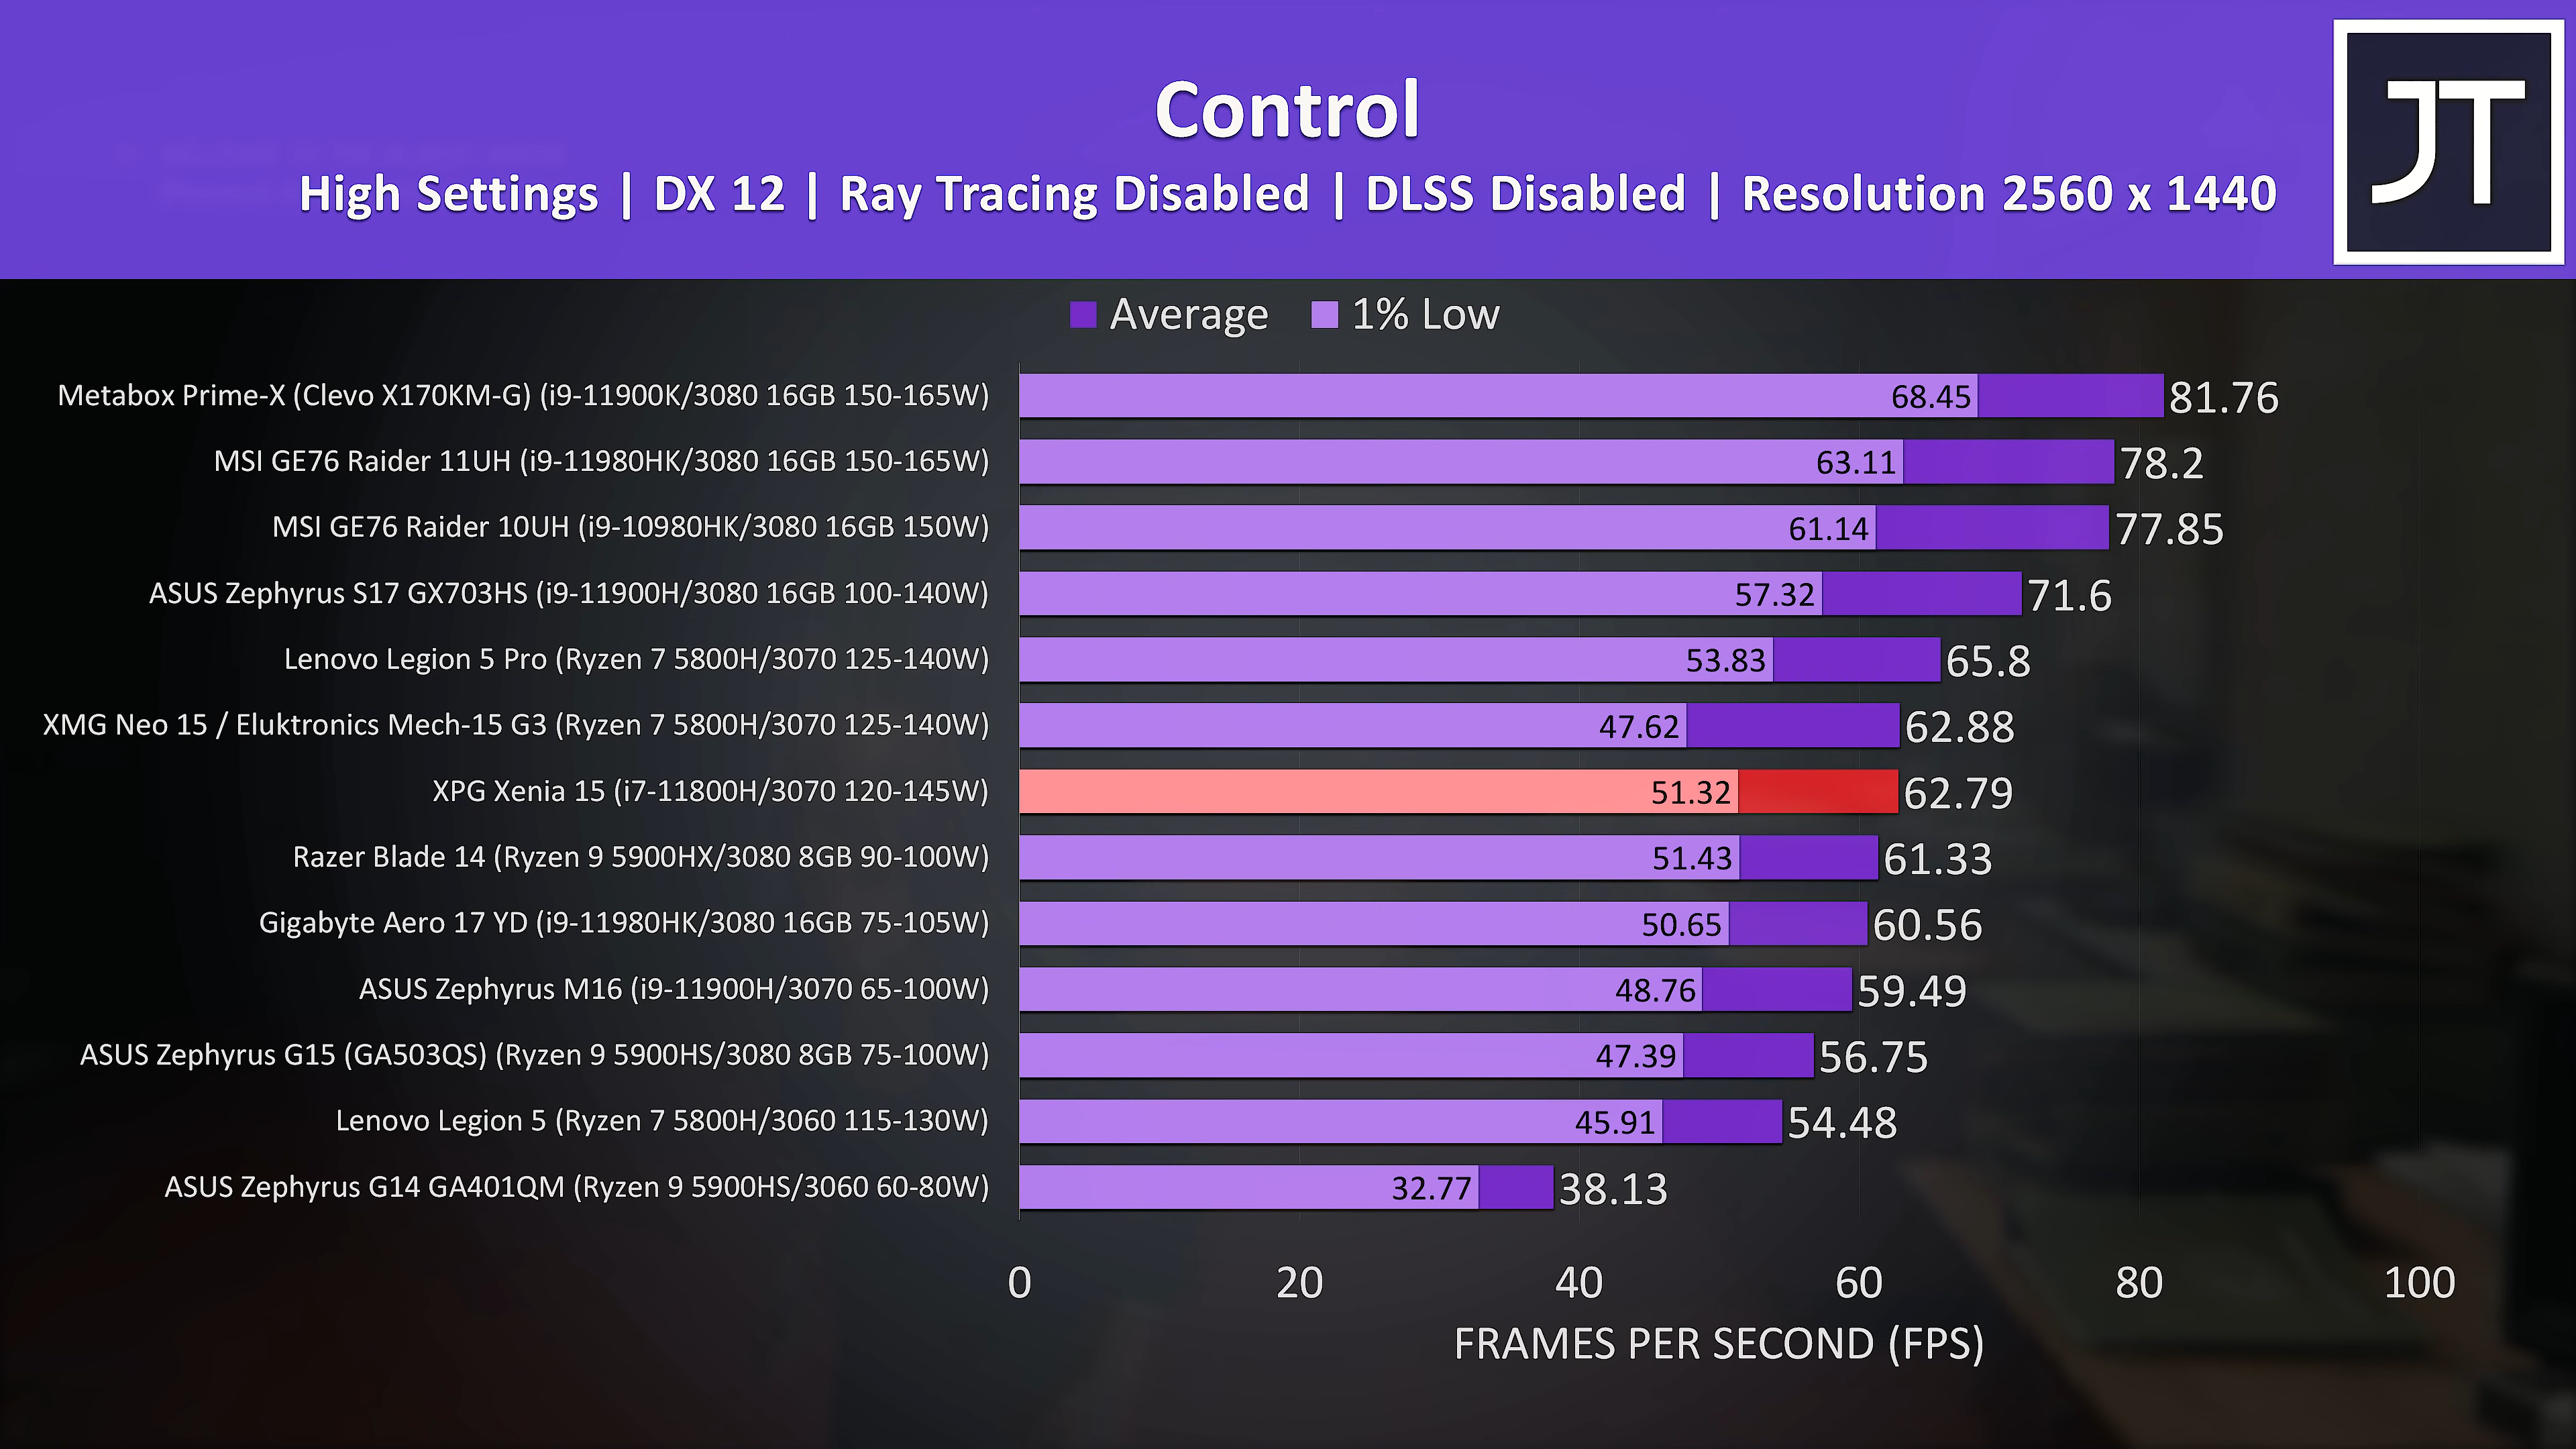 Control
JT
High Settings | DX 12 | Ray Tracing Disabled | DLSS Disabled | Resolution 2560 x 1440
Average 1% Low
Metabox Prime-X (Clevo X170KM-G) (i9-11900K/3080 16GB 150-165W) 68.45 81.76
MSI GE76 Raider 11UH (i9-11980HK/3080 16GB 150-165W) 63.11 78.2
MSI GE76 Raider 10UH (i9-10980HK/3080 16GB 150W) 61.14 77.85
ASUS Zephyrus S17 GX703HS (i9-11900H/3080 16GB 100-140W) 57.32 71.6
Lenovo Legion 5 Pro (Ryzen 7 5800H/3070 125-140W) 53.83 65.8
XMG Neo 15 / Eluktronics Mech-15 G3 (Ryzen 7 5800H/3070 125-140W) 47.62 62.88
XPG Xenia 15 (i7-11800H/3070 120-145W) 51.32 62.79
Razer Blade 14 (Ryzen 9 5900HX/3080 8GB 90-100W) 51.43 61.33
Gigabyte Aero 17 YD (i9-11980HK/3080 16GB 75-105W) 50.65 60.56
ASUS Zephyrus M16 (i9-11900H/3070 65-100W) 48.76 59.49
ASUS Zephyrus G15 (GA503QS) (Ryzen 9 5900HS/3080 8GB 75-100W) 47.39 56.75
Lenovo Legion 5 (Ryzen 7 5800H/3060 115-130W) 45.91 54.48
ASUS Zephyrus G14 GA401QM (Ryzen 9 5900HS/3060 60-80W) 32.77 38.13
0 20 40 60 80 100
FRAMES PER SECOND (FPS)